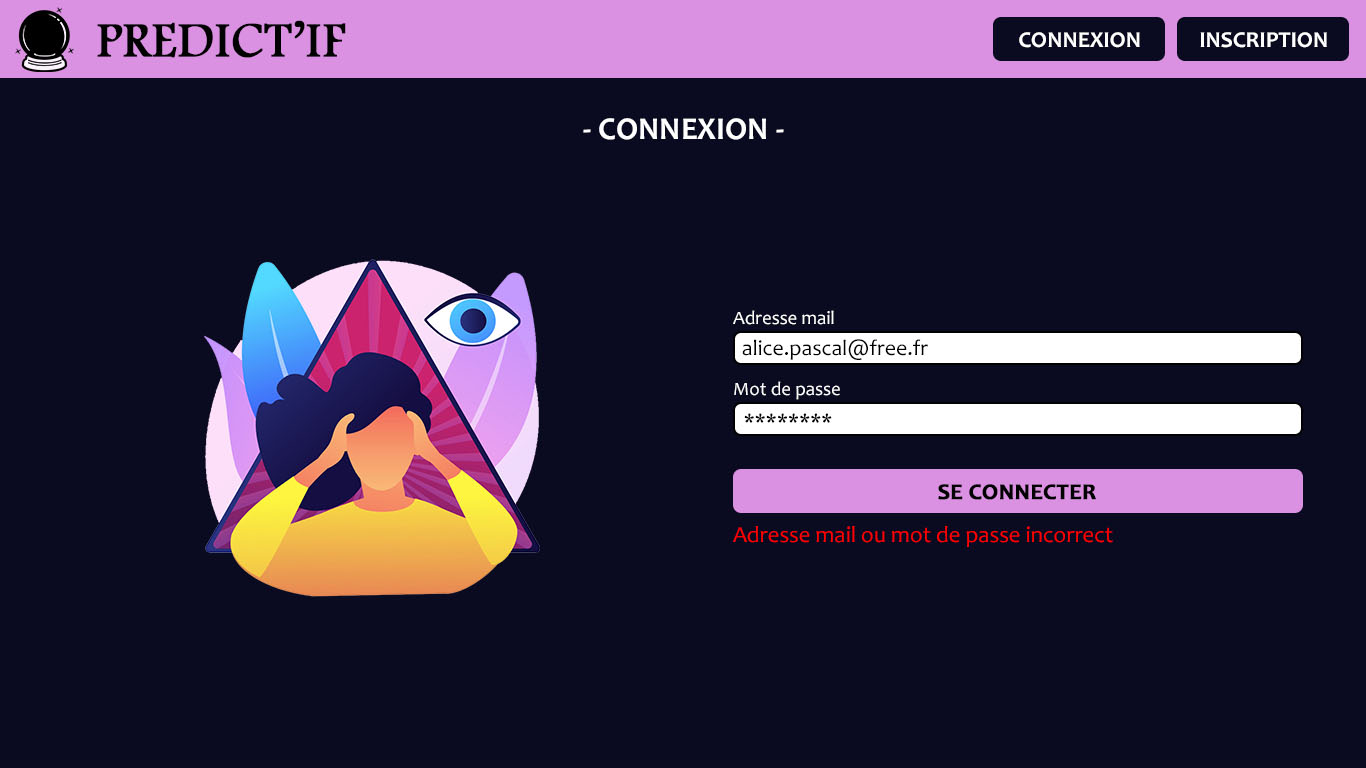 PREDICT'IF
CONNEXION
INSCRIPTION
- CONNEXION -
Adresse mail
alice.pascal@free.fr
Mot de passe
********
SE CONNECTER
Adresse mail ou mot de passe incorrect